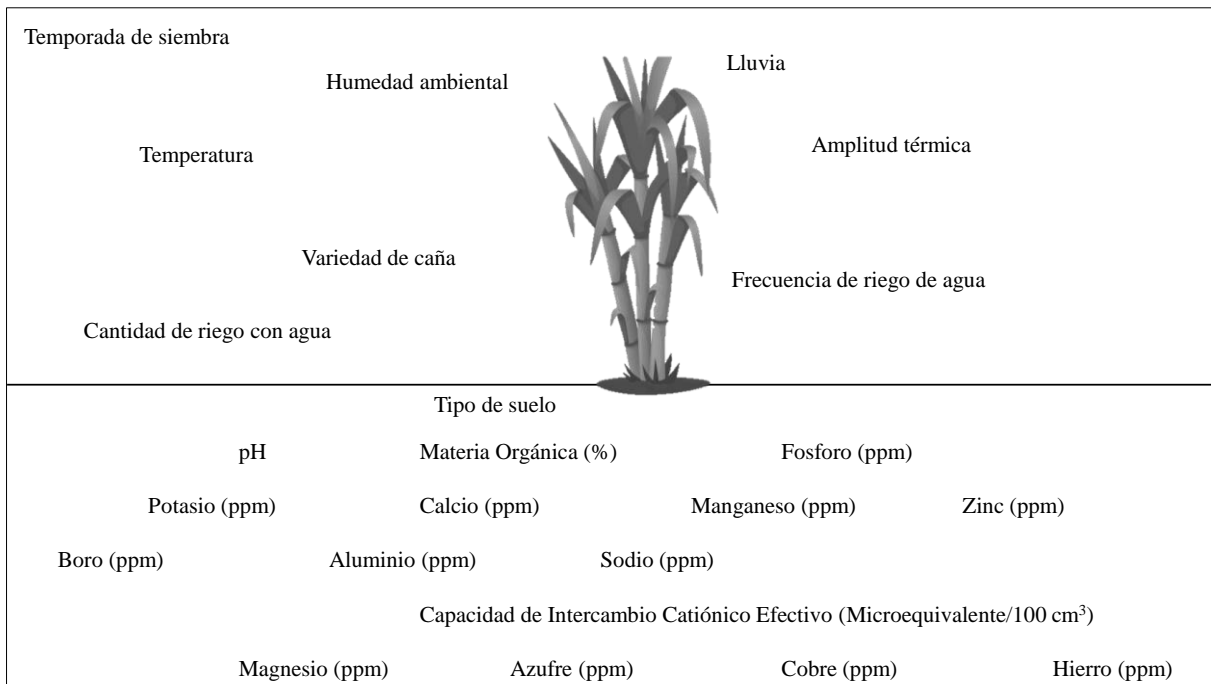 Temporada de siembra
Lluvia
Humedad ambiental
Amplitud térmica
Temperatura
Variedad de caña
Frecuencia de riego de agua
Cantidad de riego con agua
Tipo de suelo
pH Materia Orgánica (%) Fosforo (ppm)
Potasio (ppm) Calcio (ppm) Manganeso (ppm) Zinc (ppm)
Boro (ppm) Aluminio (ppm) Sodio (ppm)
Capacidad de Intercambio Catiónico Efectivo (Microequivalente/100 cm³)
Magnesio (ppm) Azufre (ppm) Cobre (ppm) Hierro (ppm)